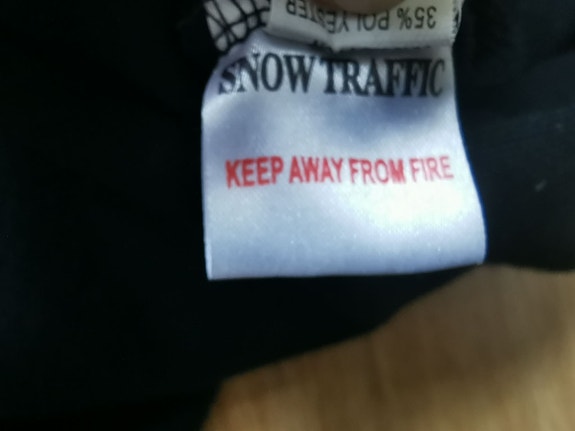 35% POLYESTER
SNOW TRAFFIC
KEEP AWAY FROM FIRE